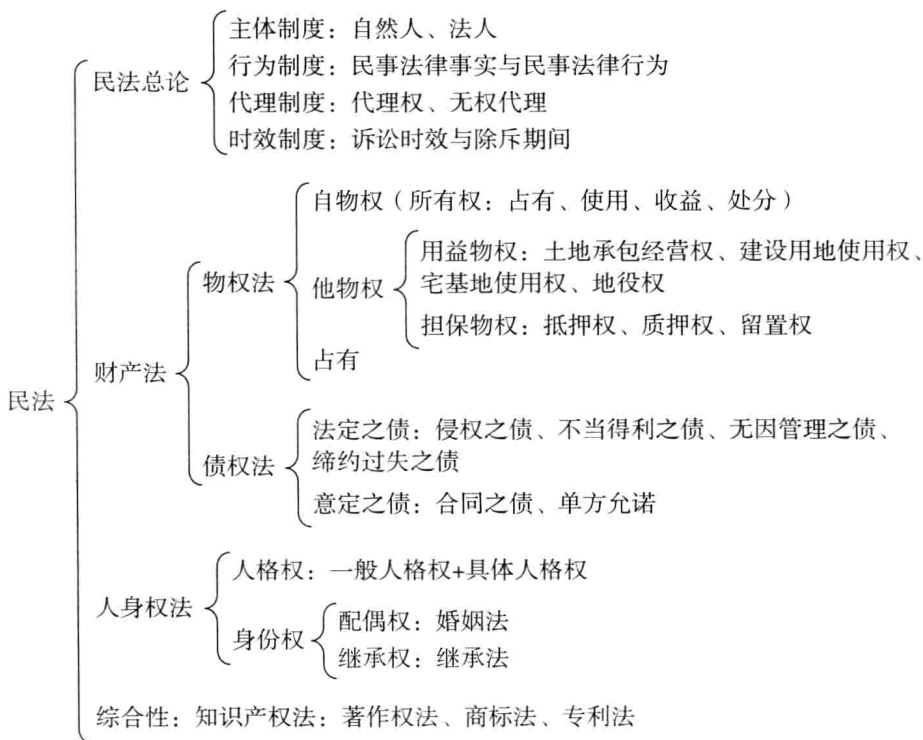 民法
民法总论
主体制度：自然人、法人
行为制度：民事法律事实与民事法律行为
代理制度：代理权、无权代理
时效制度：诉讼时效与除斥期间
财产法
物权法
自物权（所有权：占有、使用、收益、处分）
他物权
用益物权：土地承包经营权、建设用地使用权、
宅基地使用权、地役权
担保物权：抵押权、质押权、留置权
占有
债权法
法定之债：侵权之债、不当得利之债、无因管理之债、
缔约过失之债
意定之债：合同之债、单方允诺
人身权法
人格权：一般人格权+具体人格权
身份权
配偶权：婚姻法
继承权：继承法
综合性：知识产权法：著作权法、商标法、专利法